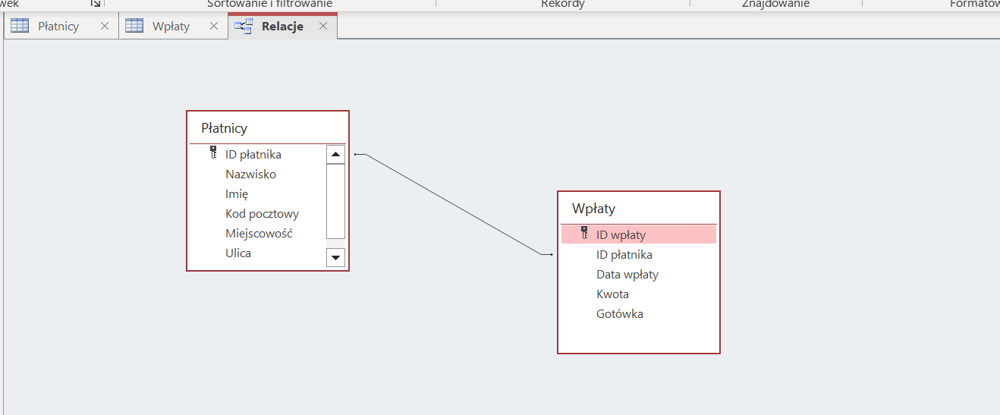 wek Sortowanie i filtrowanie Rekordy Znajdowanie Formatow
Płatnicy Wpłaty Relacje
Płatnicy
ID płatnika
Nazwisko
Imię
Kod pocztowy
Miejscowość
Ulica
Wpłaty
ID wpłaty
ID płatnika
Data wpłaty
Kwota
Gotówka